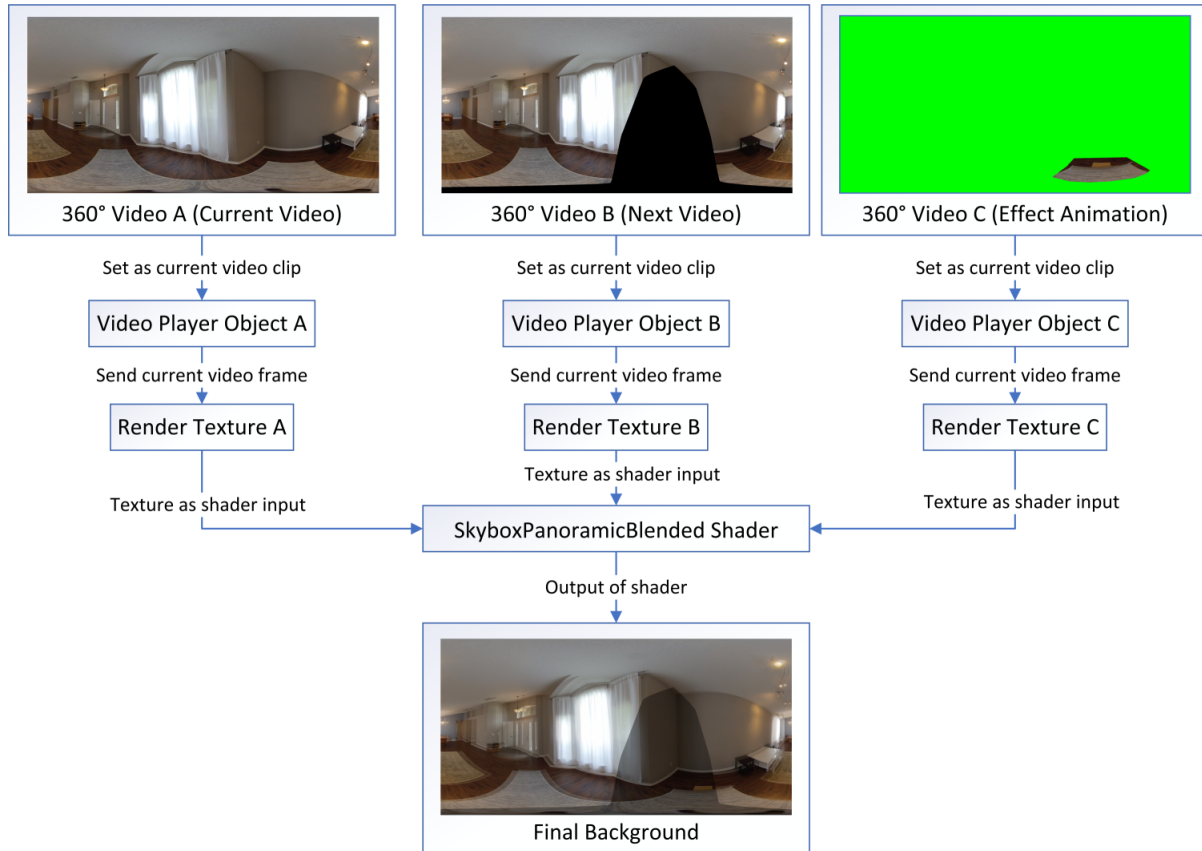 360° Video A (Current Video)
360° Video B (Next Video)
360° Video C (Effect Animation)
Set as current video clip
Set as current video clip
Set as current video clip
Video Player Object A
Video Player Object B
Video Player Object C
Send current video frame
Send current video frame
Send current video frame
Render Texture A
Render Texture B
Render Texture C
Texture as shader input
Texture as shader input
Texture as shader input
SkyboxPanoramicBlended Shader
Output of shader
Final Background